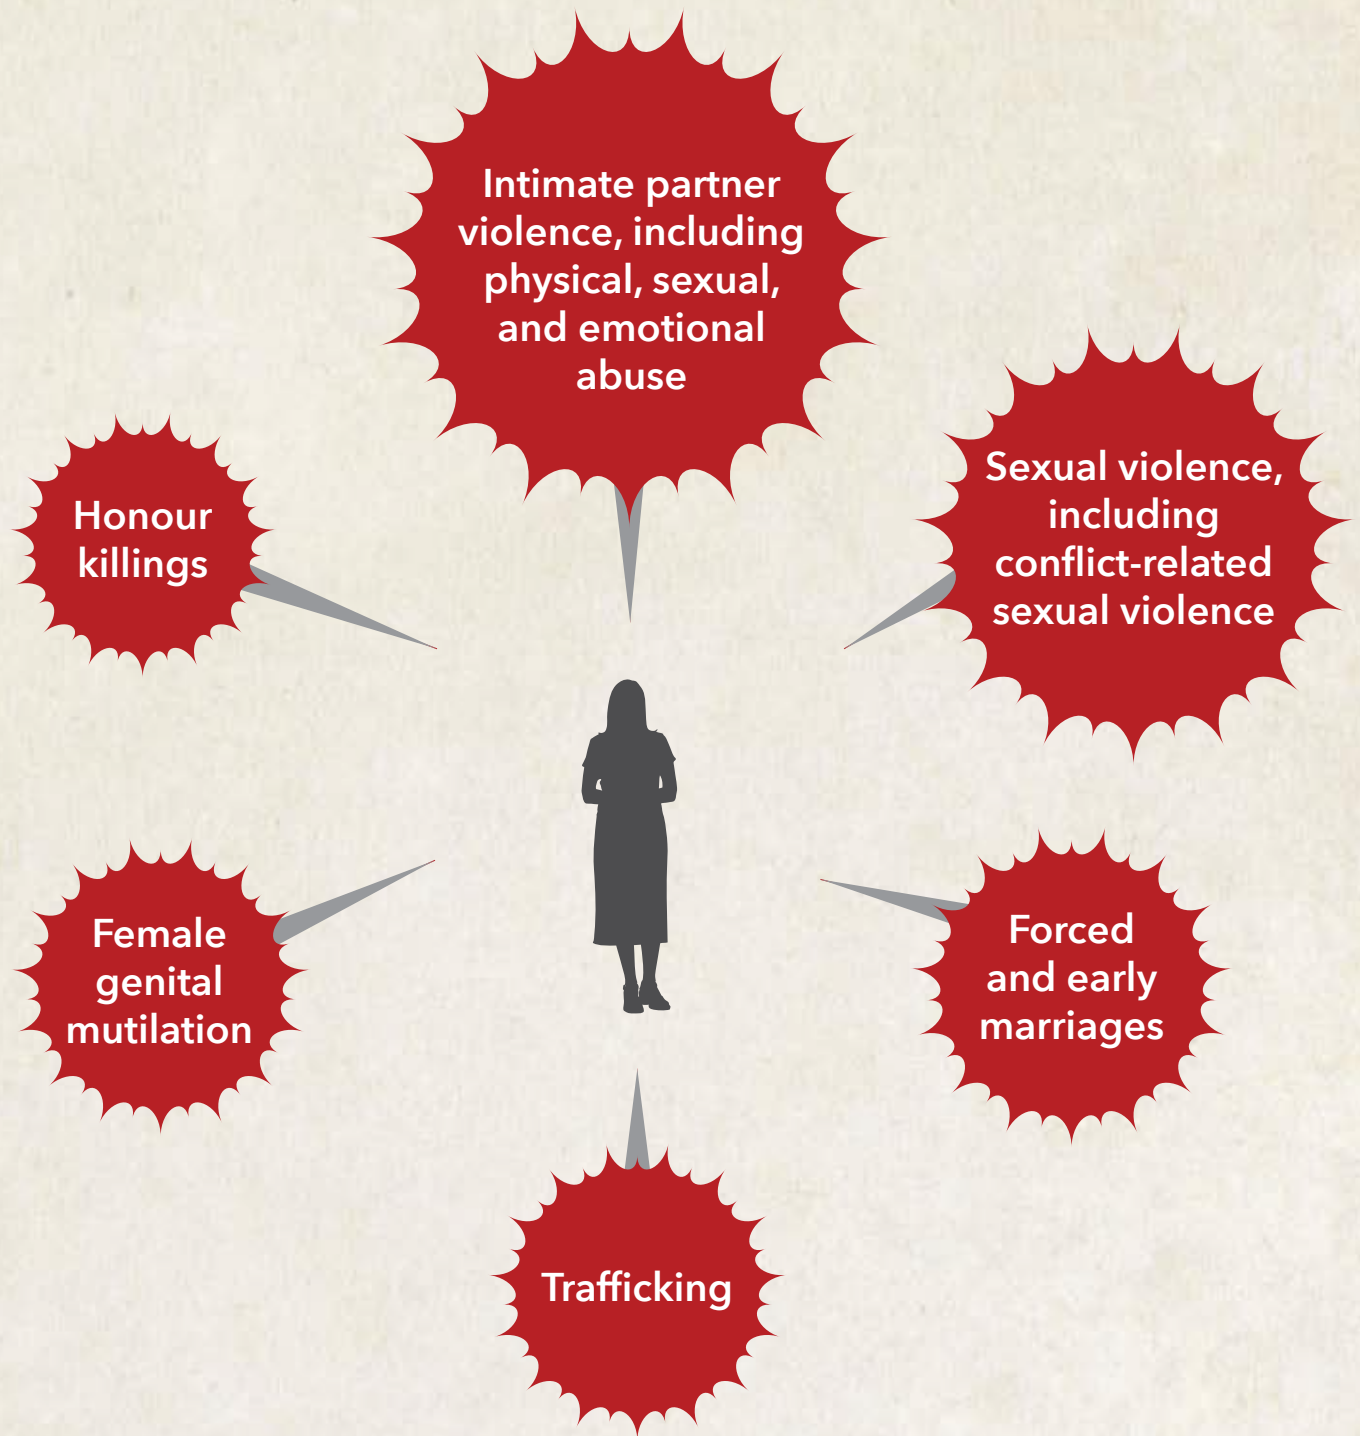 Intimate partner
violence, including
physical, sexual,
and emotional
abuse
Sexual violence,
including
conflict-related
sexual violence
Honour
killings
Female
genital
mutilation
Forced
and early
marriages
Trafficking